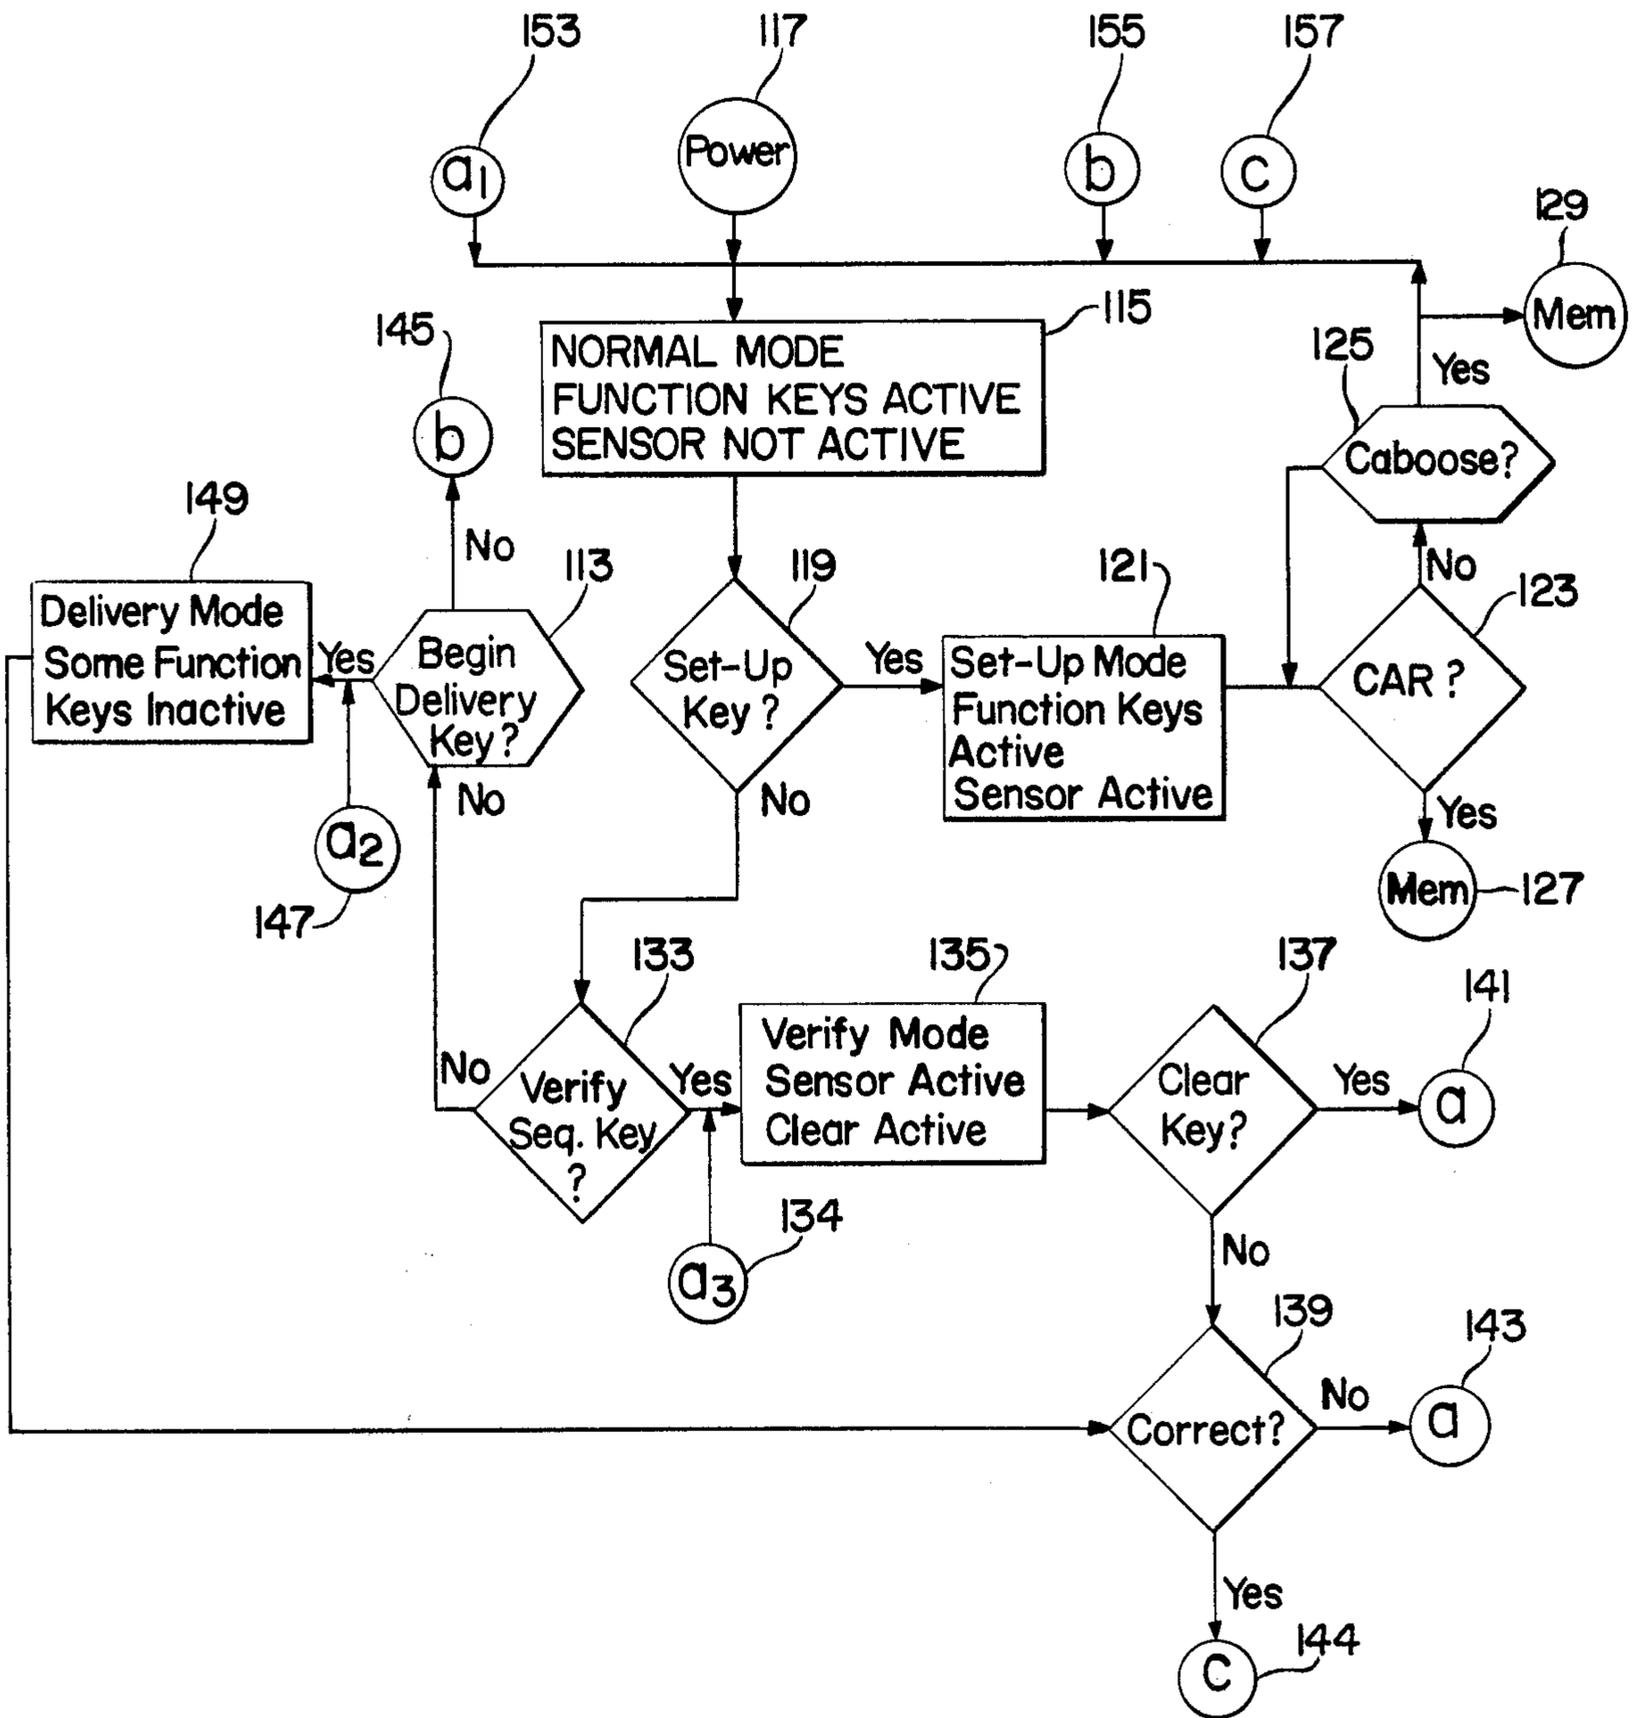 153
117
155
157
a1
Power
b
c
129
Mem
115
NORMAL MODE
FUNCTION KEYS ACTIVE
SENSOR NOT ACTIVE
145
b
125
Yes
Caboose?
149
No
113
119
121
No
123
Delivery Mode
Some Function
Keys Inactive
Yes
Begin
Delivery
Key?
Set-Up
Key?
Yes
Set-Up Mode
Function Keys
Active
Sensor Active
CAR?
No
No
Yes
a2
147
Mem
127
133
135
137
141
No
Verify
Seq. Key
?
Yes
Verify Mode
Sensor Active
Clear Active
Clear
Key?
Yes
a
134
a3
No
139
143
Correct?
No
a
Yes
144
C